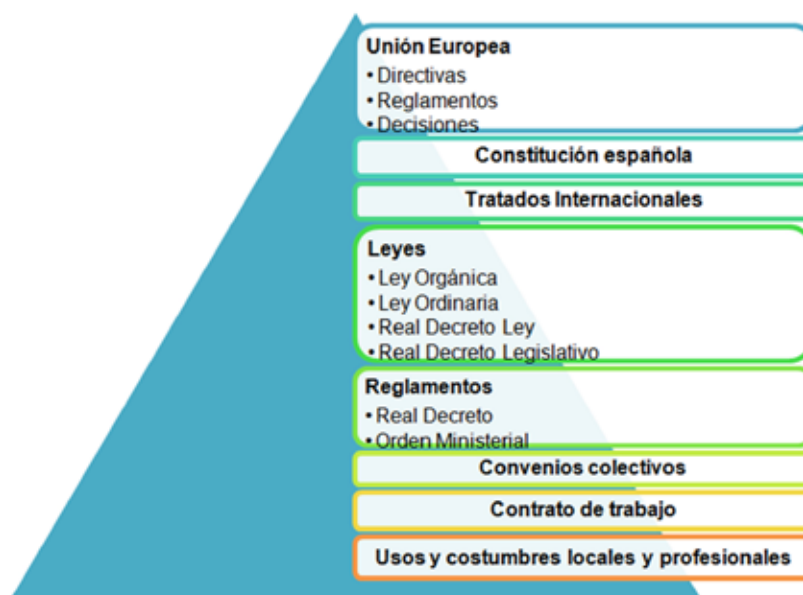 Unión Europea
• Directivas
• Reglamentos
• Decisiones
Constitución española
Tratados Internacionales
Leyes
• Ley Orgánica
• Ley Ordinaria
• Real Decreto Ley
• Real Decreto Legislativo
Reglamentos
• Real Decreto
• Orden Ministerial
Convenios colectivos
Contrato de trabajo
Usos y costumbres locales y profesionales